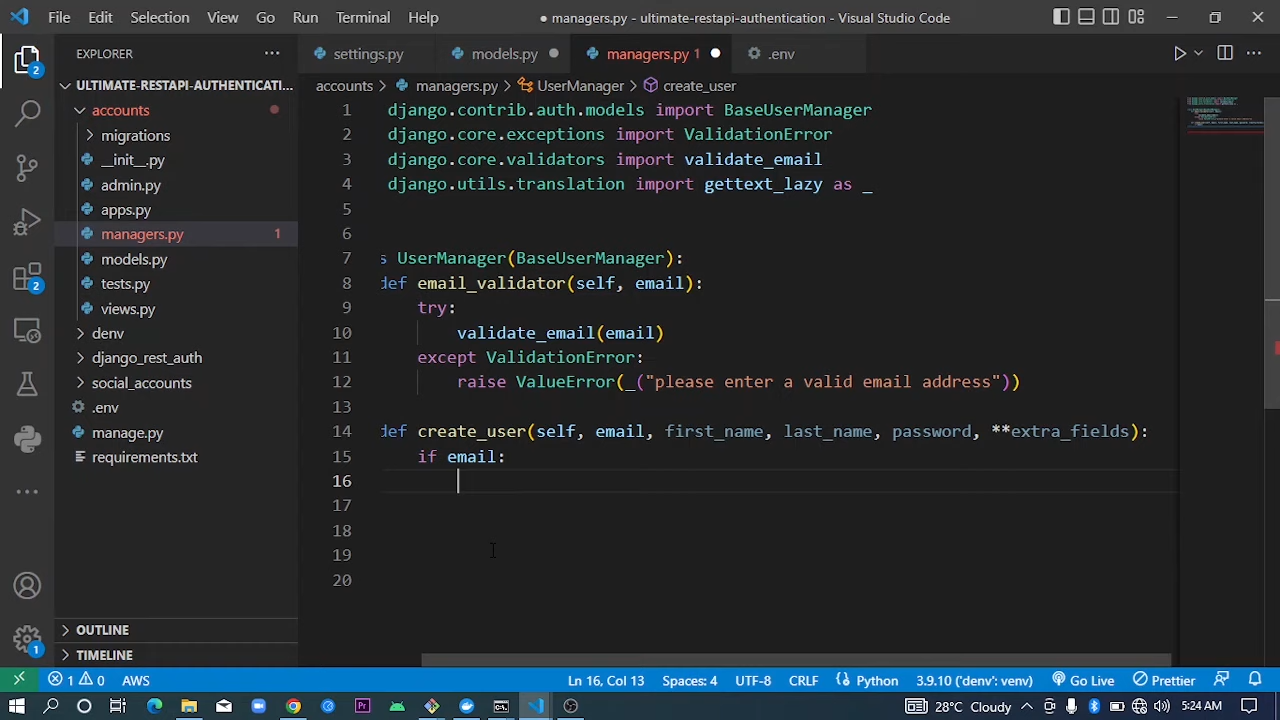 File Edit Selection View Go Run Terminal Help
● managers.py - ultimate-restapi-authentication - Visual Studio Code
EXPLORER
settings.py
models.py
managers.py 1
.env
ULTIMATE-RESTAPI-AUTHENTICATI...
accounts > managers.py > UserManager > create_user
accounts
migrations
__init__.py
admin.py
apps.py
managers.py 1
models.py
tests.py
views.py
denv
django_rest_auth
social_accounts
.env
manage.py
requirements.txt
OUTLINE
TIMELINE
2
2
1
1 django.contrib.auth.models import BaseUserManager
2 django.core.exceptions import ValidationError
3 django.core.validators import validate_email
4 django.utils.translation import gettext_lazy as _
5
6
7 s UserManager(BaseUserManager):
8 def email_validator(self, email):
9 try:
10 validate_email(email)
11 except ValidationError:
12 raise ValueError(_("please enter a valid email address"))
13
14 def create_user(self, email, first_name, last_name, password, **extra_fields):
15 if email:
16
17
18
19
20
1 0 AWS Ln 16, Col 13 Spaces: 4 UTF-8 CRLF Python 3.9.10 ('denv': venv) Go Live Prettier
28°C Cloudy 5:24 AM